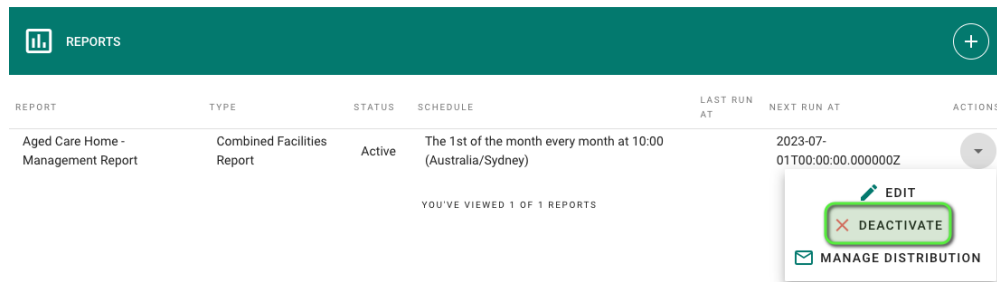 REPORTS
REPORT TYPE STATUS SCHEDULE LAST RUN AT NEXT RUN AT ACTIONS
Aged Care Home - Combined Facilities Active The 1st of the month every month at 10:00 2023-07-
Management Report Report (Australia/Sydney) 01T00:00:00.000000Z
YOU'VE VIEWED 1 OF 1 REPORTS
EDIT
DEACTIVATE
MANAGE DISTRIBUTION